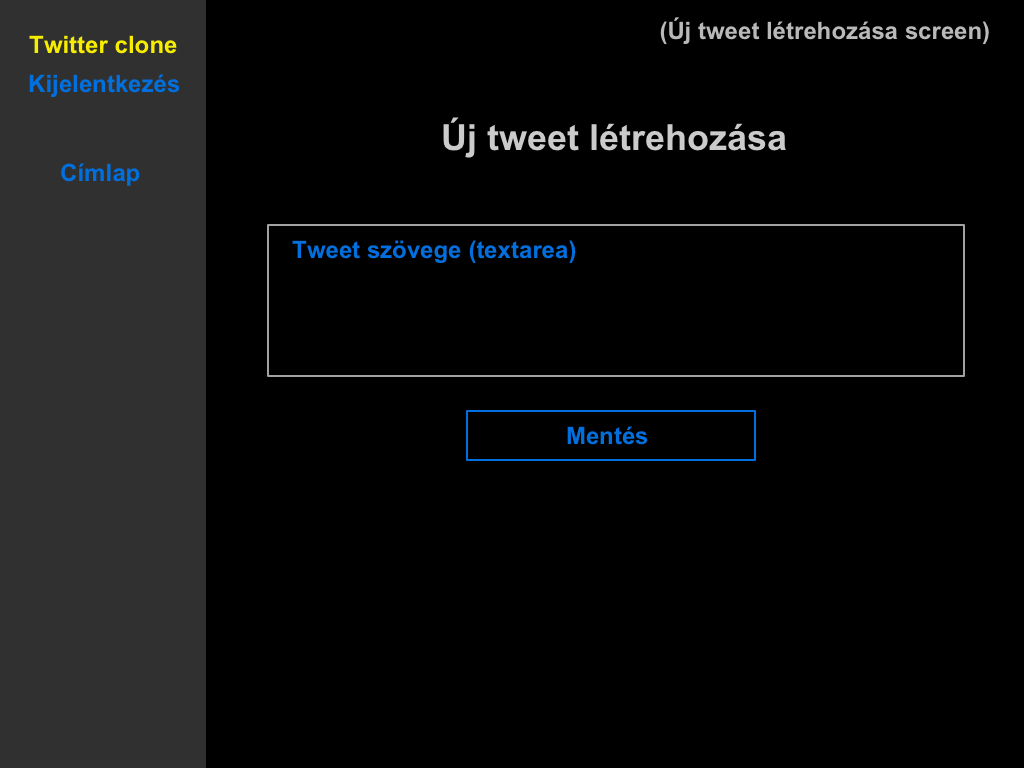 Twitter clone
Kijelentkezés
Címlap
(Új tweet létrehozása screen)
Új tweet létrehozása
Tweet szövege (textarea)
Mentés